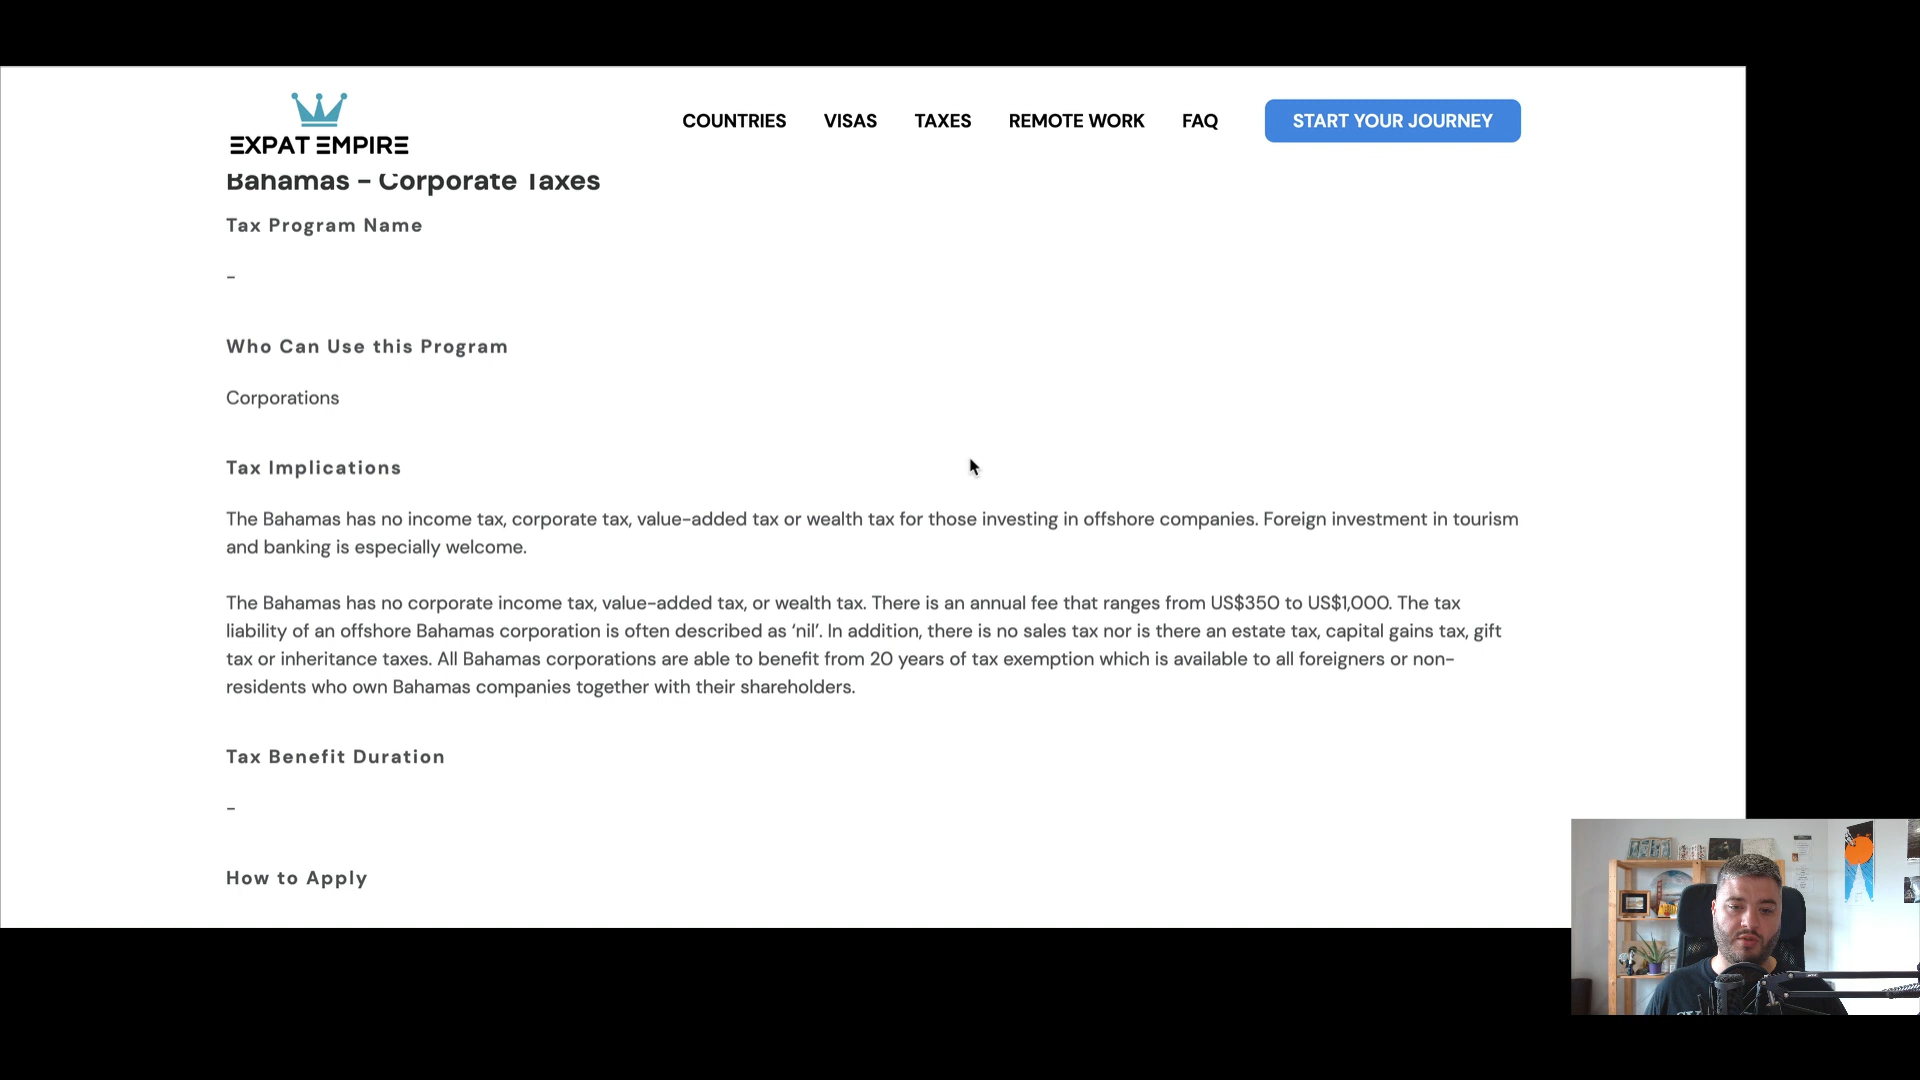 EXPAT EMPIRE
COUNTRIES VISAS TAXES REMOTE WORK FAQ START YOUR JOURNEY
Bahamas – Corporate Taxes
Tax Program Name
–
Who Can Use this Program
Corporations
Tax Implications
The Bahamas has no income tax, corporate tax, value-added tax or wealth tax for those investing in offshore companies. Foreign investment in tourism
and banking is especially welcome.
The Bahamas has no corporate income tax, value-added tax, or wealth tax. There is an annual fee that ranges from US$350 to US$1,000. The tax
liability of an offshore Bahamas corporation is often described as ‘nil’. In addition, there is no sales tax nor is there an estate tax, capital gains tax, gift
tax or inheritance taxes. All Bahamas corporations are able to benefit from 20 years of tax exemption which is available to all foreigners or non-
residents who own Bahamas companies together with their shareholders.
Tax Benefit Duration
–
How to Apply